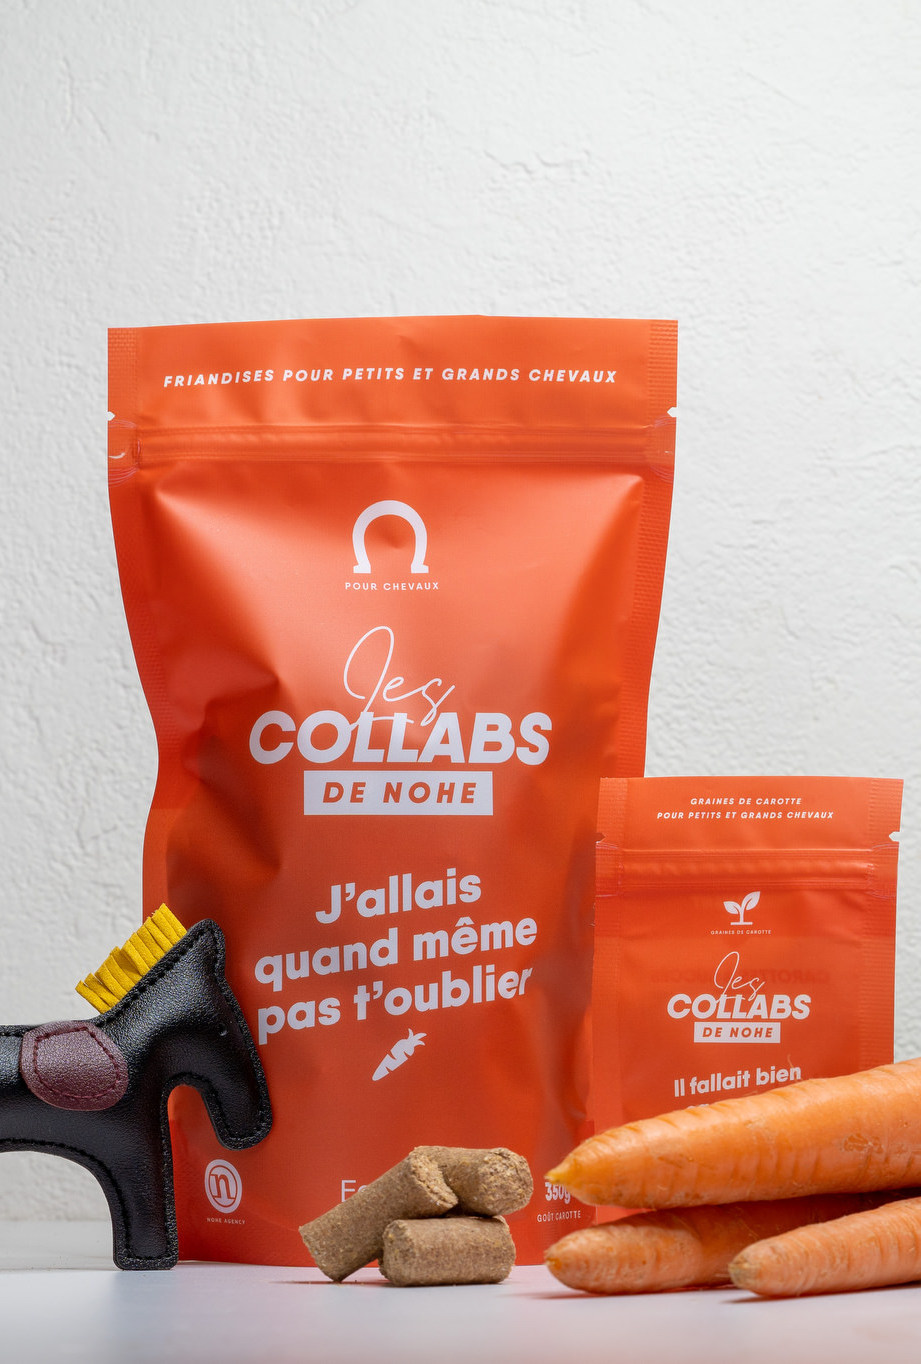 FRIANDISES POUR PETITS ET GRANDS CHEVAUX
POUR CHEVAUX
Les
COLLABS
DE NOHE
J'allais
quand même
pas t'oublier
n
NOHE AGENCY
350g
GOÛT CAROTTE
GRAINES DE CAROTTE
POUR PETITS ET GRANDS CHEVAUX
GRAINES DE CAROTTE
Les
COLLABS
DE NOHE
Il fallait bien